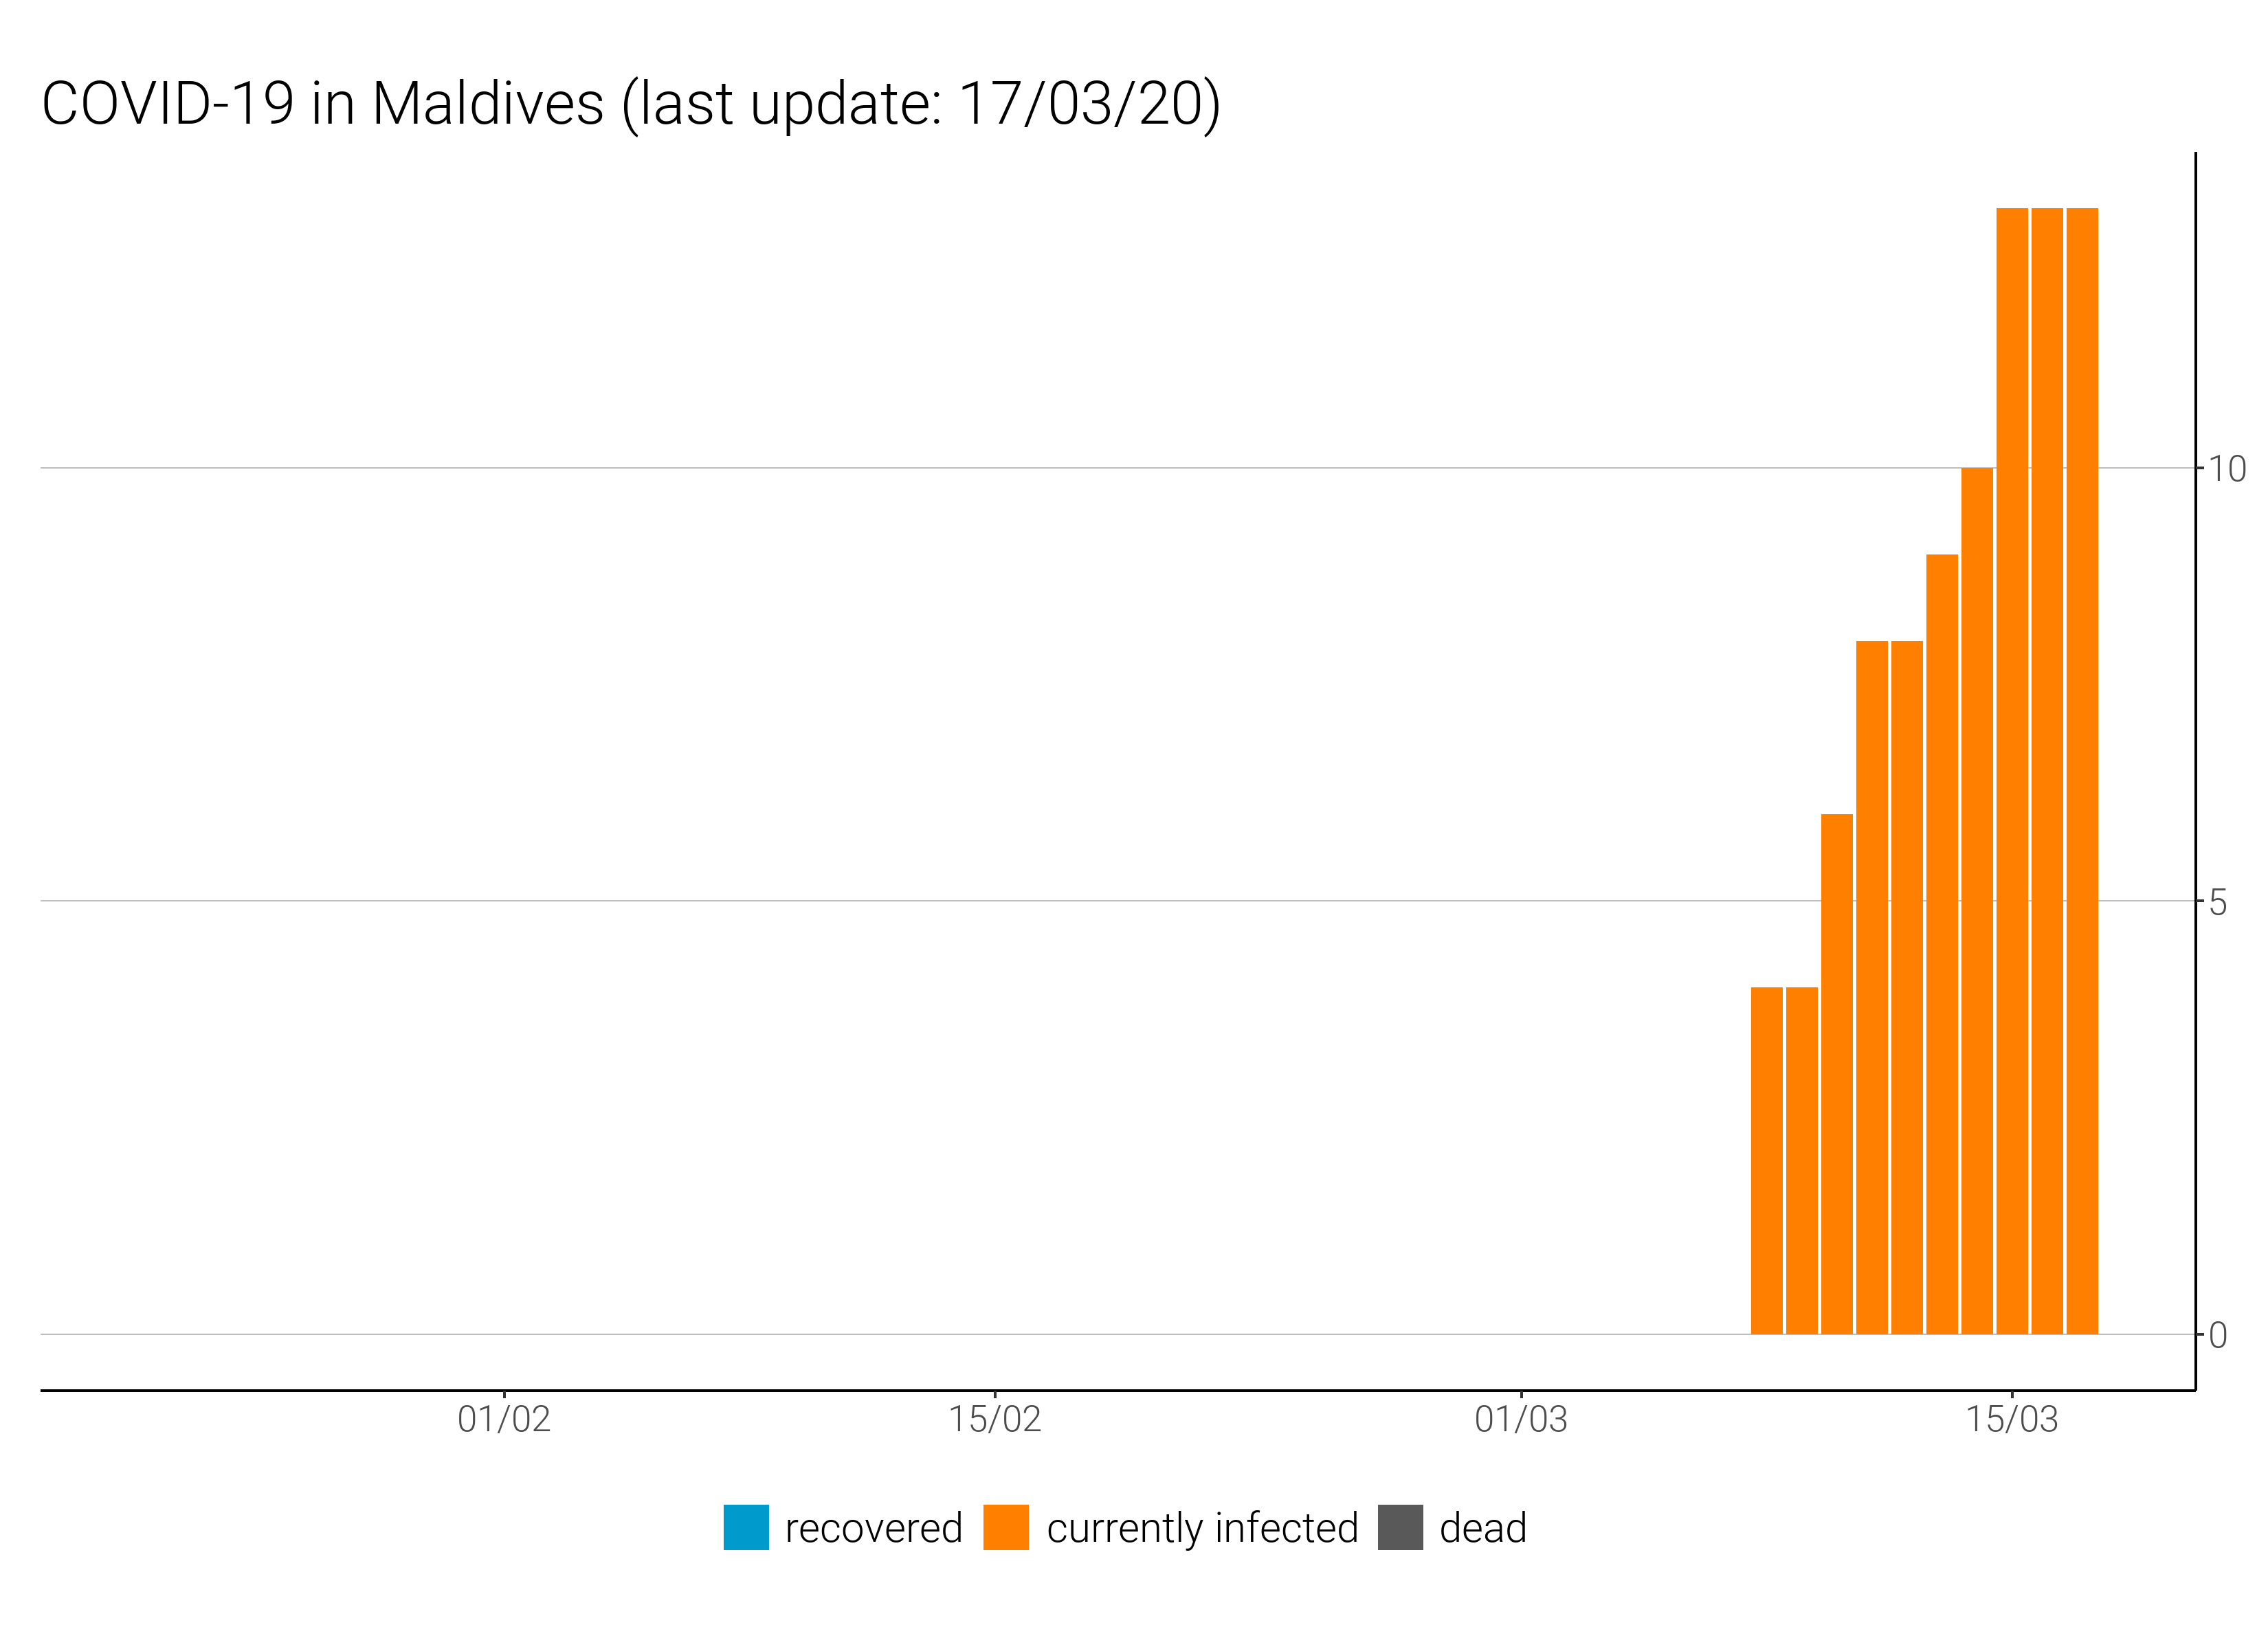 COVID-19 in Maldives (last update: 17/03/20)
10
5
0
01/02 15/02 01/03 15/03
recovered currently infected dead